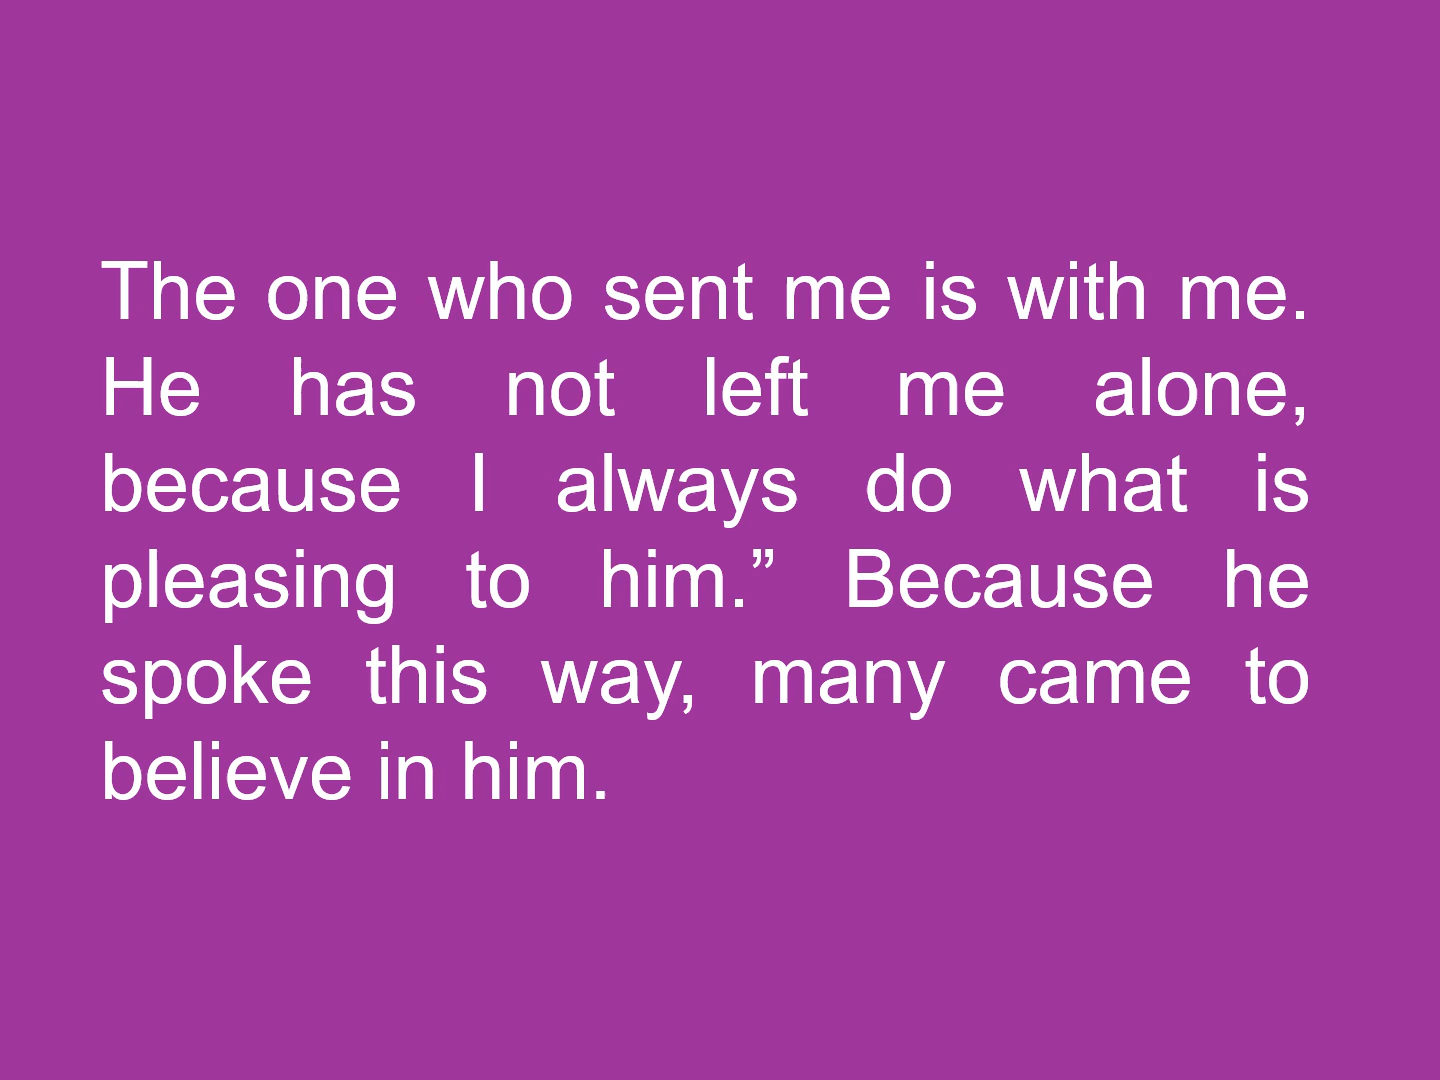 The one who sent me is with me.
He has not left me alone,
because I always do what is
pleasing to him.” Because he
spoke this way, many came to
believe in him.